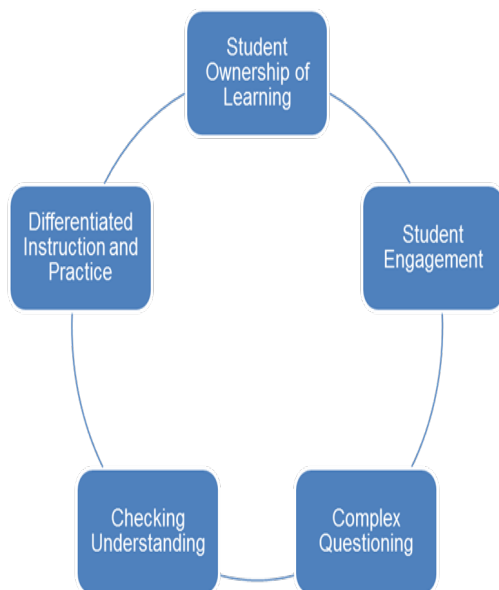 Student
Ownership of
Learning
Student
Engagement
Complex
Questioning
Checking
Understanding
Differentiated
Instruction and
Practice